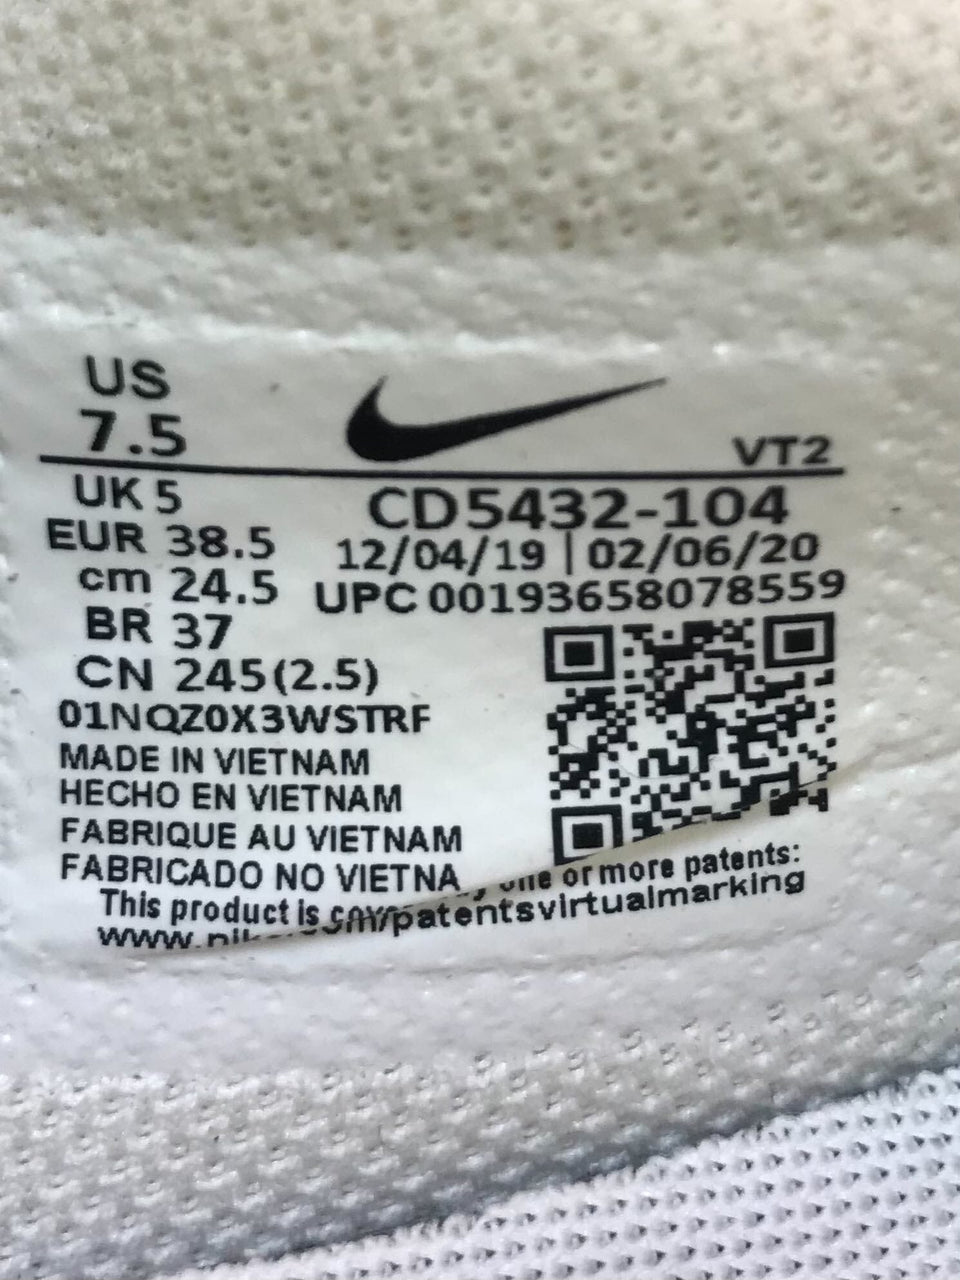 US
7.5
VT2
UK 5
CD5432-104
EUR 38.5
12/04/19 | 02/06/20
cm 24.5
UPC 00193658078559
BR 37
CN 245(2.5)
01NQZ0X3WSTRF
MADE IN VIETNAM
HECHO EN VIETNAM
FABRIQUE AU VIETNAM
FABRICADO NO VIETNA
This product is one or more patents:
.com/patentsvirtualmarking